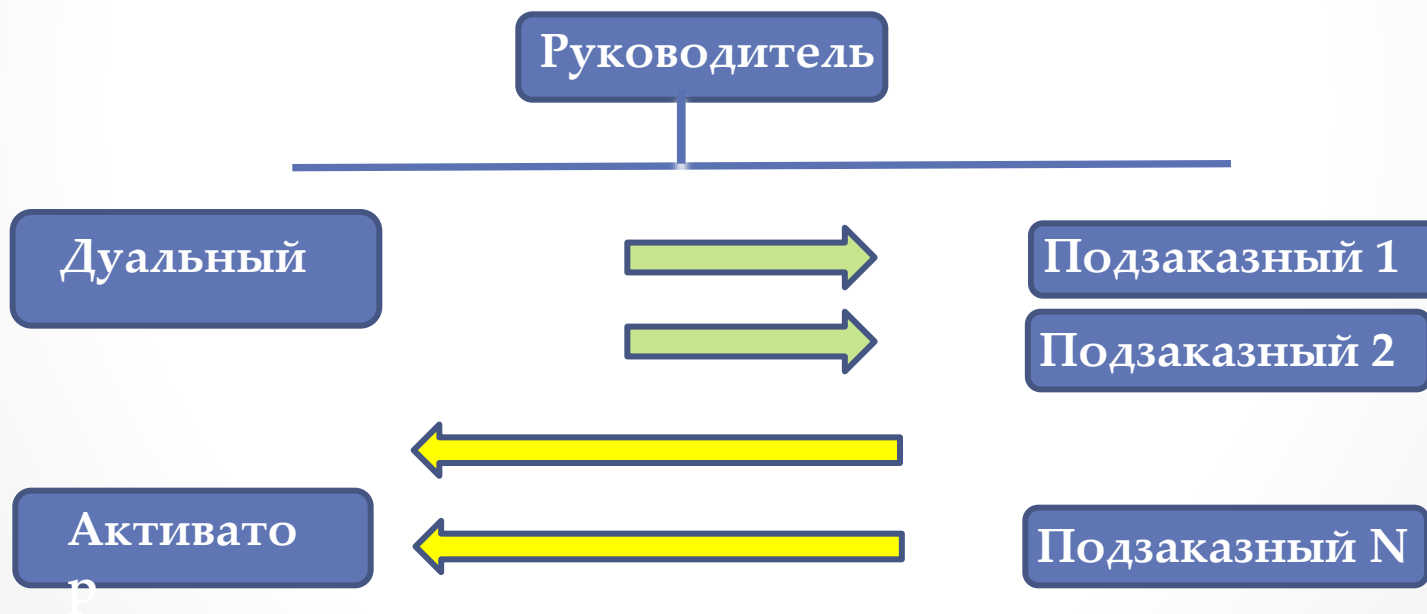 Руководитель
Дуальный
Подзаказный 1
Подзаказный 2
Активато
р
Подзаказный N